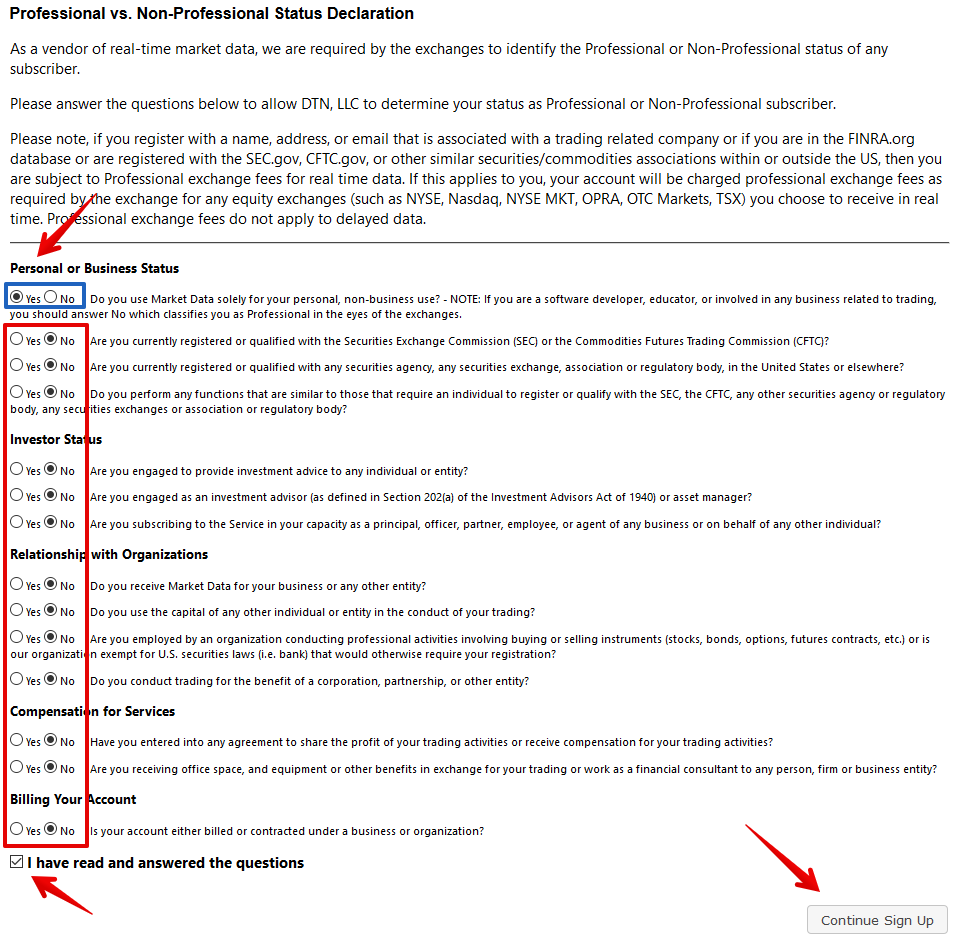 Professional vs. Non-Professional Status Declaration
As a vendor of real-time market data, we are required by the exchanges to identify the Professional or Non-Professional status of any
subscriber.
Please answer the questions below to allow DTN, LLC to determine your status as Professional or Non-Professional subscriber.
Please note, if you register with a name, address, or email that is associated with a trading related company or if you are in the FINRA.org
database or are registered with the SEC.gov, CFTC.gov, or other similar securities/commodities associations within or outside the US, then you
are subject to Professional exchange fees for real time data. If this applies to you, your account will be charged professional exchange fees as
required by the exchange for any equity exchanges (such as NYSE, Nasdaq, NYSE MKT, OPRA, OTC Markets, TSX) you choose to receive in real
time. Professional exchange fees do not apply to delayed data.
Personal or Business Status
Yes No Do you use Market Data solely for your personal, non-business use? - NOTE: If you are a software developer, educator, or involved in any business related to trading,
you should answer No which classifies you as Professional in the eyes of the exchanges.
Yes No Are you currently registered or qualified with the Securities Exchange Commission (SEC) or the Commodities Futures Trading Commission (CFTC)?
Yes No Are you currently registered or qualified with any securities agency, any securities exchange, association or regulatory body, in the United States or elsewhere?
Yes No Do you perform any functions that are similar to those that require an individual to register or qualify with the SEC, the CFTC, any other securities agency or regulatory
body, any securities exchanges or association or regulatory body?
Investor Status
Yes No Are you engaged to provide investment advice to any individual or entity?
Yes No Are you engaged as an investment advisor (as defined in Section 202(a) of the Investment Advisors Act of 1940) or asset manager?
Yes No Are you subscribing to the Service in your capacity as a principal, officer, partner, employee, or agent of any business or on behalf of any other individual?
Relationship with Organizations
Yes No Do you receive Market Data for your business or any other entity?
Yes No Do you use the capital of any other individual or entity in the conduct of your trading?
Yes No Are you employed by an organization conducting professional activities involving buying or selling instruments (stocks, bonds, options, futures contracts, etc.) or is
our organization exempt for U.S. securities laws (i.e. bank) that would otherwise require your registration?
Yes No Do you conduct trading for the benefit of a corporation, partnership, or other entity?
Compensation for Services
Yes No Have you entered into any agreement to share the profit of your trading activities or receive compensation for your trading activities?
Yes No Are you receiving office space, and equipment or other benefits in exchange for your trading or work as a financial consultant to any person, firm or business entity?
Billing Your Account
Yes No Is your account either billed or contracted under a business or organization?
I have read and answered the questions
Continue Sign Up